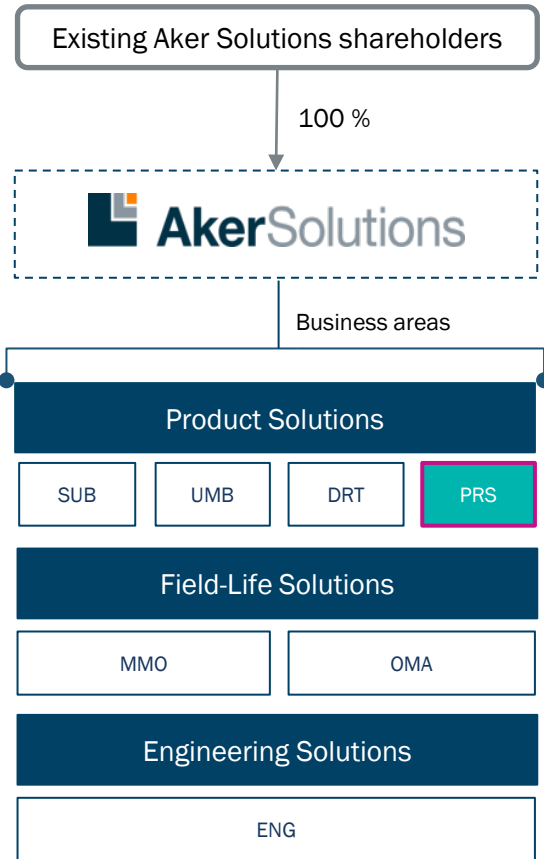 Existing Aker Solutions shareholders
100 %
AkerSolutions
Business areas
Product Solutions
SUB
UMB
DRT
PRS
Field-Life Solutions
MMO
OMA
Engineering Solutions
ENG